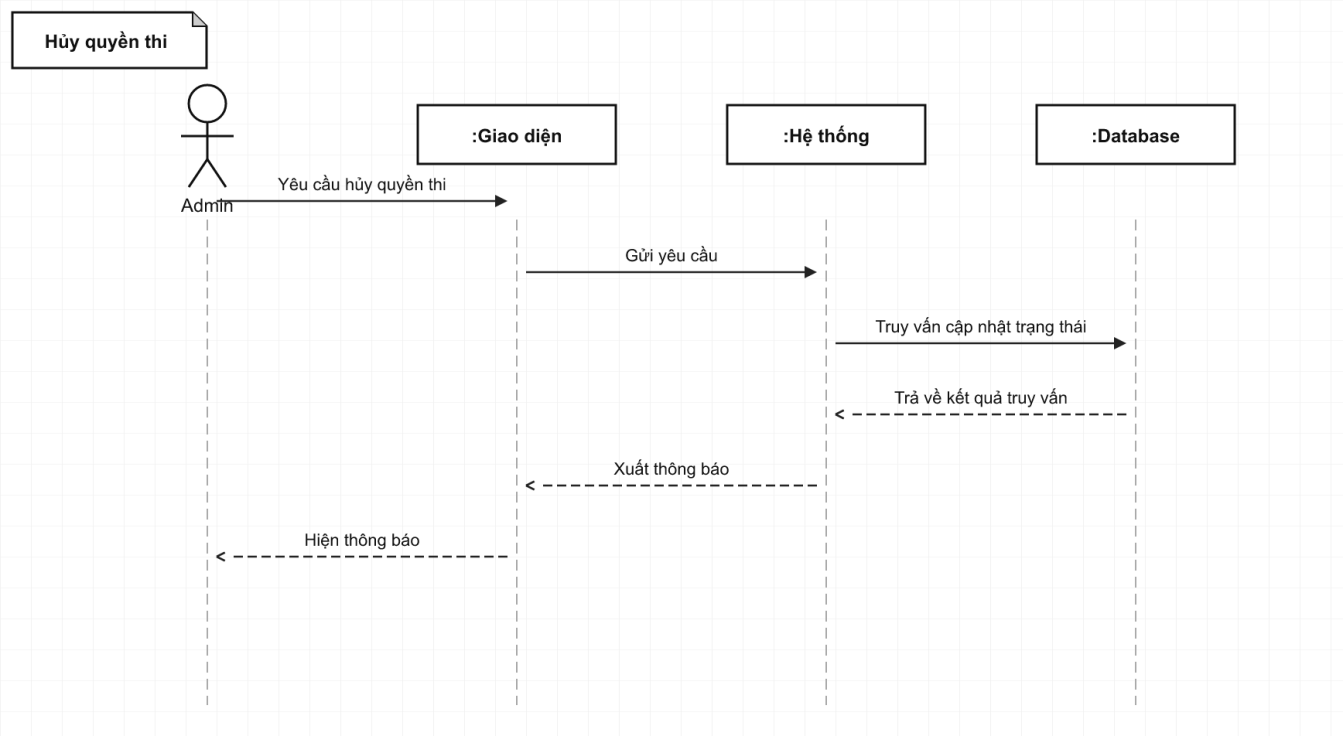 Hủy quyền thi
:Giao diện
:Hệ thống
:Database
Admin
Yêu cầu hủy quyền thi
Gửi yêu cầu
Truy vấn cập nhật trạng thái
Trả về kết quả truy vấn
Xuất thông báo
Hiện thông báo